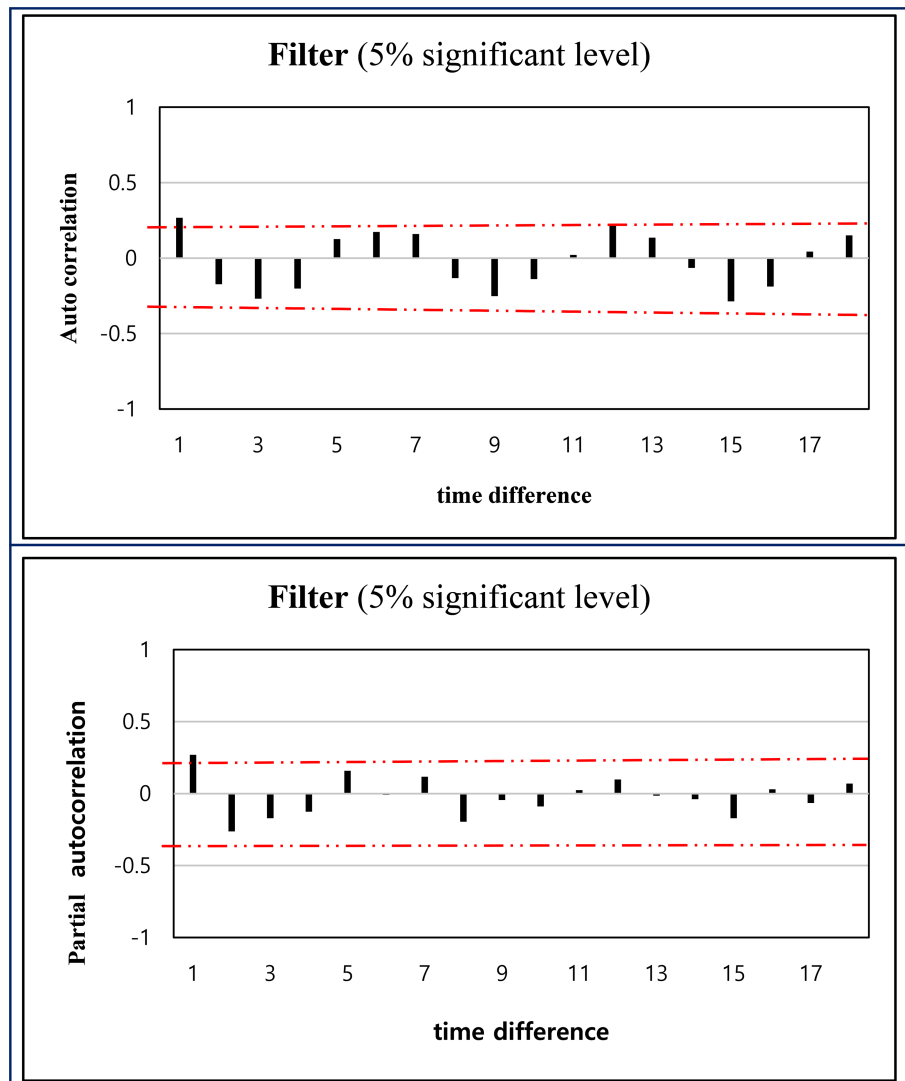 Filter (5% significant level)
1
0.5
0
-0.5
-1
Auto correlation
1 3 5 7 9 11 13 15 17
time difference
Filter (5% significant level)
1
0.5
0
-0.5
-1
Partial autocorrelation
1 3 5 7 9 11 13 15 17
time difference